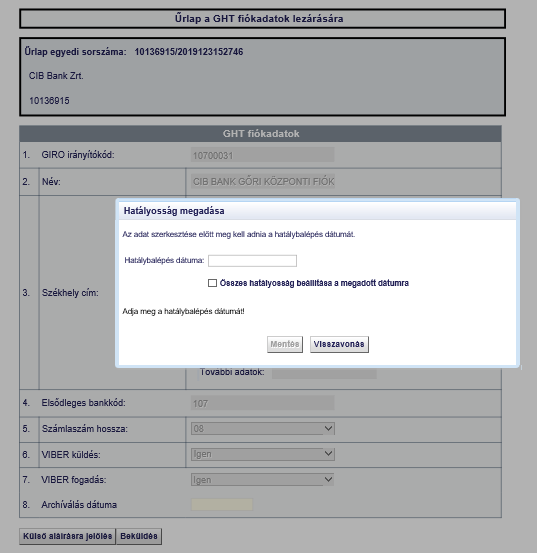 Űrlap a GHT fiókadatok lezárására
Űrlap egyedi sorszáma: 10136915/2019123152746
CIB Bank Zrt.
10136915
GHT fiókadatok
1. GIRO irányítókód: 10700031
2. Név: CIB BANK GÓRI KÖZPONTI FIÓK
Hatályosság megadása
Az adat szerkesztése előtt meg kell adnia a hatálybalépés dátumát.
Hatálybalépés dátuma:
Összes hatályosság beállítása a megadott dátumra
Adja meg a hatálybalépés dátumát!
Mentés Visszavonás
3. Székhely cím:
További adatok:
4. Elsődleges bankkód: 107
5. Számlaszám hossza: 08
6. VIBER küldés: Igen
7. VIBER fogadás: Igen
8. Archiválás dátuma
Külső aláírásra jelölés Beküldés